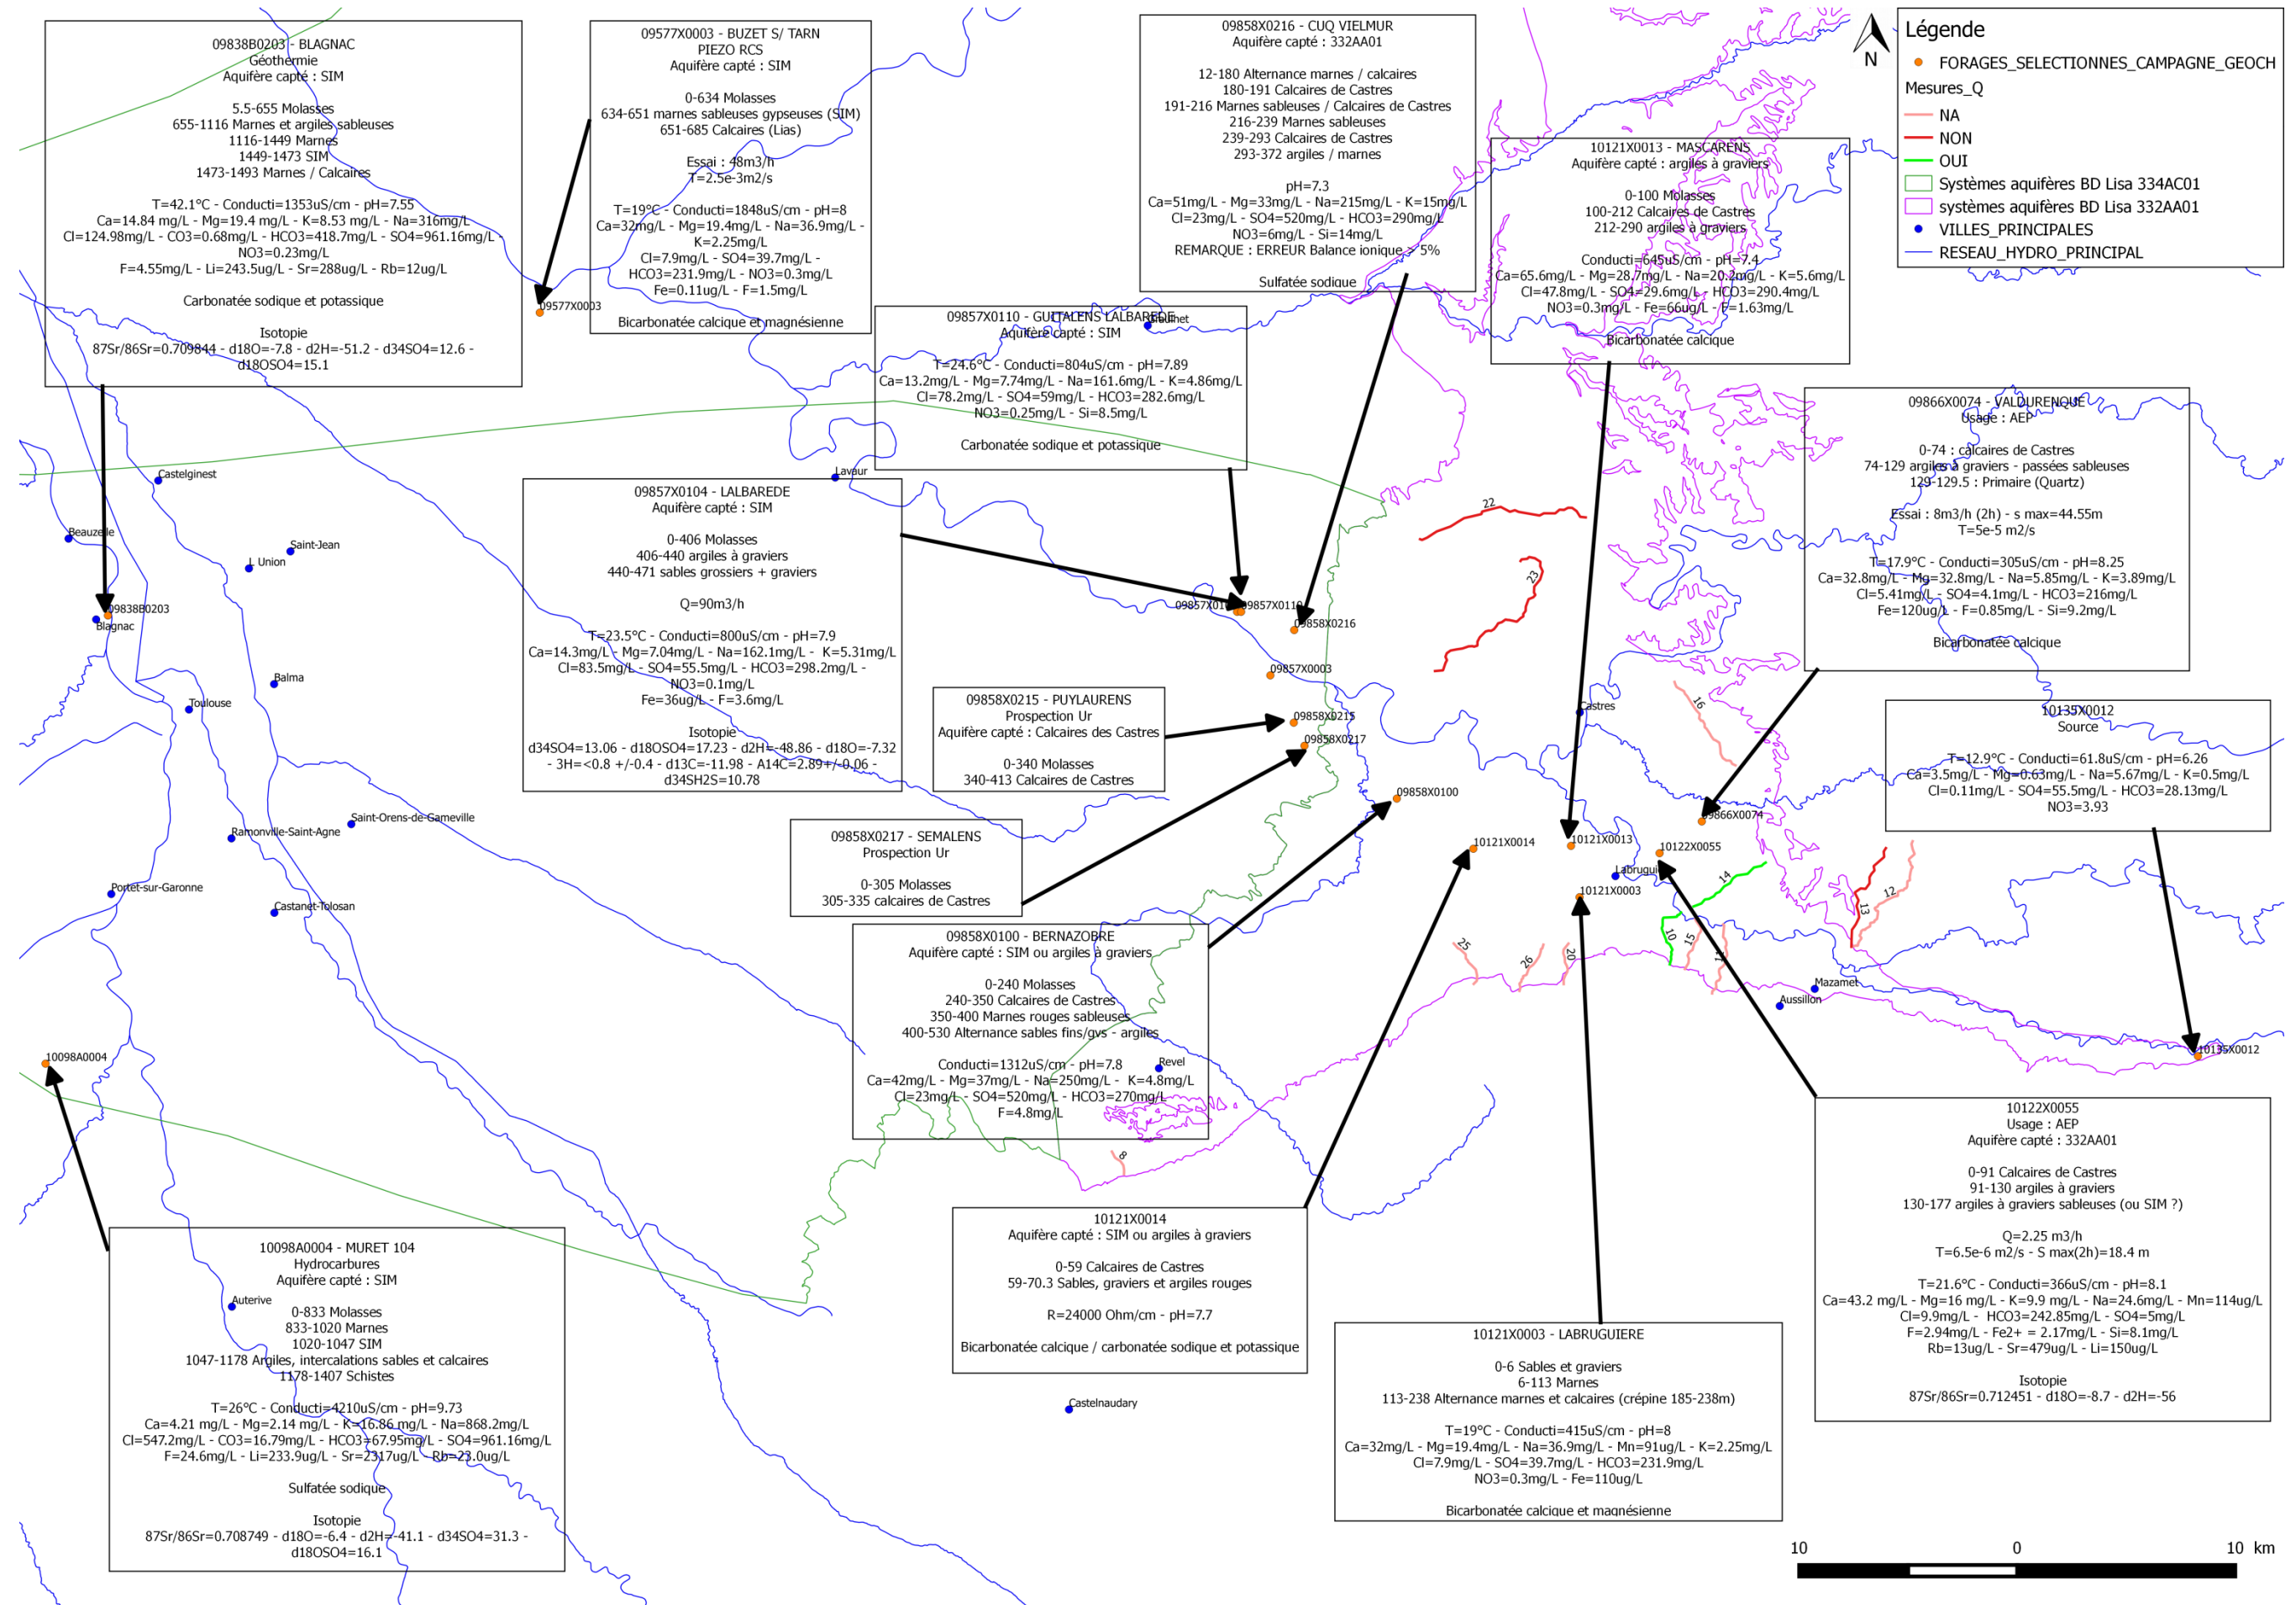 09838B0203 - BLAGNAC
Géothermie
Aquifère capté : SIM
5.5-655 Molasses
655-1116 Marnes et argiles sableuses
1116-1449 Marnes
1449-1473 SIM
1473-1493 Marnes / Calcaires
T=42.1°C - Conducti=1353uS/cm - pH=7.55
Ca=14.84 mg/L - Mg=19.4 mg/L - K=8.53 mg/L - Na=316mg/L
Cl=124.98mg/L - CO3=0.68mg/L - HCO3=418.7mg/L - SO4=961.16mg/L -
NO3=0.23mg/L
F=4.55mg/L - Li=243.5ug/L - Sr=288ug/L - Rb=12ug/L
Carbonatée sodique et potassique
Isotopie
87Sr/86Sr=0.709844 - d18O=-7.8 - d2H=-51.2 - d34SO4=12.6 -
d18OSO4=15.1
09577X0003 - BUZET S/ TARN
PIEZO RCS
Aquifère capté : SIM
0-634 Molasses
634-651 marnes sableuses gypseuses (SIM)
651-685 Calcaires (Lias)
Essai : 48m3/h
T=2.5e-3m2/s
T=19°C - Conducti=1848uS/cm - pH=8
Ca=32mg/L - Mg=19.4mg/L - Na=36.9mg/L -
K=2.25mg/L
Cl=7.9mg/L - SO4=39.7mg/L -
HCO3=231.9mg/L - NO3=0.3mg/L
Fe=0.11ug/L - F=1.5mg/L
Bicarbonatée calcique et magnésienne
09858X0216 - CUQ VIELMUR
Aquifère capté : 332AA01
12-180 Alternance marnes / calcaires
180-191 Calcaires de Castres
191-216 Marnes sableuses / Calcaires de Castres
216-239 Marnes sableuses
239-293 Calcaires de Castres
293-372 argiles / marnes
pH=7.3
Ca=51mg/L - Mg=33mg/L - Na=215mg/L - K=15mg/L
Cl=23mg/L - SO4=520mg/L - HCO3=290mg/L
NO3=6mg/L - Si=14mg/L
REMARQUE : ERREUR Balance ionique > 5%
Sulfatée sodique
10121X0013 - MASCARENS
Aquifère capté : argiles à graviers
0-100 Molasses
100-212 Calcaires de Castres
212-290 argiles à graviers
Conducti=645uS/cm - pH=7.4
Ca=65.6mg/L - Mg=28.7mg/L - Na=20.2mg/L - K=5.6mg/L
Cl=47.8mg/L - SO4=29.6mg/L - HCO3=290.4mg/L
NO3=0.3mg/L - Fe=66ug/L - F=1.63mg/L
Bicarbonatée calcique
N
Légende
FORAGES_SELECTIONNES_CAMPAGNE_GEOCH
Mesures_Q
NA
NON
OUI
Systèmes aquifères BD Lisa 334AC01
systèmes aquifères BD Lisa 332AA01
VILLES_PRINCIPALES
RESEAU_HYDRO_PRINCIPAL
09857X0110 - GUITALENS LALBAREDE
Aquifère capté : SIM
T=24.6°C - Conducti=804uS/cm - pH=7.89
Ca=13.2mg/L - Mg=7.74mg/L - Na=161.6mg/L - K=4.86mg/L
Cl=78.2mg/L - SO4=59mg/L - HCO3=282.6mg/L
NO3=0.25mg/L - Si=8.5mg/L
Carbonatée sodique et potassique
09866X0074 - VALDURENQUE
Usage : AEP
0-74 : calcaires de Castres
74-129 argiles à graviers - passées sableuses
129-129.5 : Primaire (Quartz)
Essai : 8m3/h (2h) - s max=44.55m
T=5e-5 m2/s
T=17.9°C - Conducti=305uS/cm - pH=8.25
Ca=32.8mg/L - Mg=32.8mg/L - Na=5.85mg/L - K=3.89mg/L
Cl=5.41mg/L - SO4=4.1mg/L - HCO3=216mg/L
Fe=120ug/L - F=0.85mg/L - Si=9.2mg/L
Bicarbonatée calcique
09857X0104 - LALBAREDE
Aquifère capté : SIM
0-406 Molasses
406-440 argiles à graviers
440-471 sables grossiers + graviers
Q=90m3/h
T=23.5°C - Conducti=800uS/cm - pH=7.9
Ca=14.3mg/L - Mg=7.04mg/L - Na=162.1mg/L - K=5.31mg/L
Cl=83.5mg/L - SO4=55.5mg/L - HCO3=298.2mg/L -
NO3=0.1mg/L
Fe=36ug/L - F=3.6mg/L
Isotopie
d34SO4=13.06 - d18OSO4=17.23 - d2H=-48.86 - d18O=-7.32
- 3H=<0.8 +/-0.4 - d13C=-11.98 - A14C=2.89+/-0.06 -
d34SH2S=10.78
09858X0215 - PUYLAURENS
Prospection Ur
Aquifère capté : Calcaires des Castres
0-340 Molasses
340-413 Calcaires de Castres
10135X0012
Source
T=12.9°C - Conducti=61.8uS/cm - pH=6.26
Ca=3.5mg/L - Mg=0.63mg/L - Na=5.67mg/L - K=0.5mg/L
Cl=0.11mg/L - SO4=55.5mg/L - HCO3=28.13mg/L
NO3=3.93
09858X0217 - SEMALENS
Prospection Ur
0-305 Molasses
305-335 calcaires de Castres
09858X0100 - BERNAZOBRE
Aquifère capté : SIM ou argiles à graviers
0-240 Molasses
240-350 Calcaires de Castres
350-400 Marnes rouges sableuses
400-530 Alternance sables fins/gvs - argiles
Conducti=1312uS/cm - pH=7.8
Ca=42mg/L - Mg=37mg/L - Na=250mg/L - K=4.8mg/L
Cl=23mg/L - SO4=520mg/L - HCO3=270mg/L
F=4.8mg/L
10122X0055
Usage : AEP
Aquifère capté : 332AA01
0-91 Calcaires de Castres
91-130 argiles à graviers
130-177 argiles à graviers sableuses (ou SIM ?)
Q=2.25 m3/h
T=6.5e-6 m2/s - S max(2h)=18.4 m
T=21.6°C - Conducti=366uS/cm - pH=8.1
Ca=43.2 mg/L - Mg=16 mg/L - K=9.9 mg/L - Na=24.6mg/L - Mn=114ug/L
Cl=9.9mg/L - HCO3=242.85mg/L - SO4=5mg/L
F=2.94mg/L - Fe2+ = 2.17mg/L - Si=8.1mg/L
Rb=13ug/L - Sr=479ug/L - Li=150ug/L
Isotopie
87Sr/86Sr=0.712451 - d18O=-8.7 - d2H=-56
10098A0004 - MURET 104
Hydrocarbures
Aquifère capté : SIM
0-833 Molasses
833-1020 Marnes
1020-1047 SIM
1047-1178 Argiles, intercalations sables et calcaires
1178-1407 Schistes
T=26°C - Conducti=4210uS/cm - pH=9.73
Ca=4.21 mg/L - Mg=2.14 mg/L - K=16.86 mg/L - Na=868.2mg/L
Cl=547.2mg/L - CO3=16.79mg/L - HCO3=67.95mg/L - SO4=961.16mg/L
F=24.6mg/L - Li=233.9ug/L - Sr=2317ug/L - Rb=23.0ug/L
Sulfatée sodique
Isotopie
87Sr/86Sr=0.708749 - d18O=-6.4 - d2H=-41.1 - d34SO4=31.3 -
d18OSO4=16.1
10121X0014
Aquifère capté : SIM ou argiles à graviers
0-59 Calcaires de Castres
59-70.3 Sables, graviers et argiles rouges
R=24000 Ohm/cm - pH=7.7
Bicarbonatée calcique / carbonatée sodique et potassique
10121X0003 - LABRUGUIERE
0-6 Sables et graviers
6-113 Marnes
113-238 Alternance marnes et calcaires (crépine 185-238m)
T=19°C - Conducti=415uS/cm - pH=8
Ca=32mg/L - Mg=19.4mg/L - Na=36.9mg/L - Mn=91ug/L - K=2.25mg/L
Cl=7.9mg/L - SO4=39.7mg/L - HCO3=231.9mg/L
NO3=0.3mg/L - Fe=110ug/L
Bicarbonatée calcique et magnésienne
09577X0003
Lavaur
Castelginest
Beauzelle
Saint-Jean
L Union
09838B0203
Blagnac
Balma
Toulouse
Ramonville-Saint-Agne
Saint-Orens-de-Gameville
Portet-sur-Garonne
Castanet-Tolosan
10098A0004
Auterive
09857X0110
09858X0216
09857X0003
09858X0215
09858X0217
09858X0100
10121X0014
10121X0013
10122X0055
10121X0003
09866X0074
10135X0012
Castres
Mazamet
Aussillon
Revel
Castelnaudary
22
23
16
14
10
15
13
12
25
26
20
8
10 0 10 km